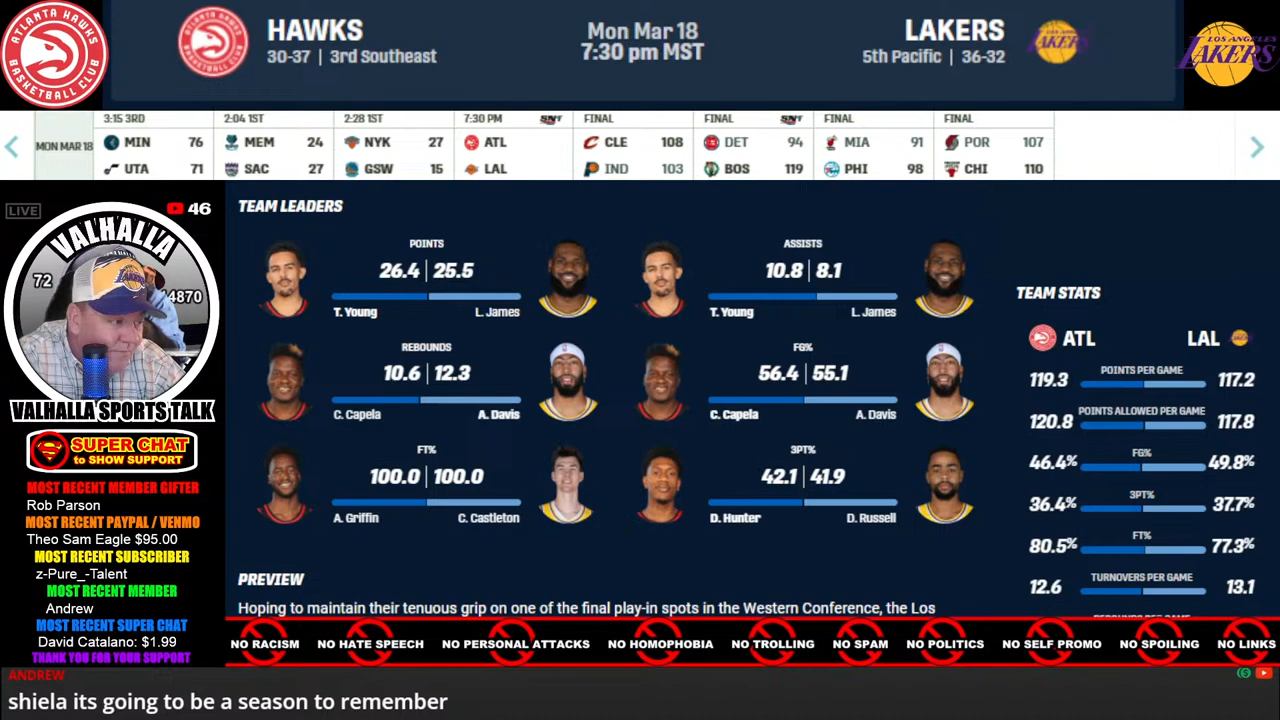 ATLANTA HAWKS
BASKETBALL CLUB
HAWKS
30-37 | 3rd Southeast
Mon Mar 18
7:30 pm MST
LAKERS
5th Pacific | 36-32
LAKERS
LOS ANGELES
LAKERS
MON MAR 18
3:15 3RD
MIN 76
UTA 71
2:04 1ST
MEM 24
SAC 27
2:28 1ST
NYK 27
GSW 15
7:30 PM SNT
ATL
LAL
FINAL
CLE 108
IND 103
FINAL SNT
DET 94
BOS 119
FINAL
MIA 91
PHI 98
FINAL
POR 107
CHI 110
LIVE
46
VALHALLA
72
4870
VALHALLA SPORTS TALK
SUPER CHAT
to SHOW SUPPORT
MOST RECENT MEMBER GIFTER
Rob Parson
MOST RECENT PAYPAL / VENMO
Theo Sam Eagle $95.00
MOST RECENT SUBSCRIBER
z-Pure_-Talent
MOST RECENT MEMBER
Andrew
MOST RECENT SUPER CHAT
David Catalano: $1.99
THANK YOU FOR YOUR SUPPORT
TEAM LEADERS
POINTS
26.4 | 25.5
T. Young L. James
ASSISTS
10.8 | 8.1
T. Young L. James
REBOUNDS
10.6 | 12.3
C. Capela A. Davis
FG%
56.4 | 55.1
C. Capela A. Davis
FT%
100.0 | 100.0
A. Griffin C. Castleton
3PT%
42.1 | 41.9
D. Hunter D. Russell
TEAM STATS
ATL LAL
POINTS PER GAME
119.3 117.2
POINTS ALLOWED PER GAME
120.8 117.8
FG%
46.4% 49.8%
3PT%
36.4% 37.7%
FT%
80.5% 77.3%
TURNOVERS PER GAME
12.6 13.1
PREVIEW
Hoping to maintain their tenuous grip on one of the final play-in spots in the Western Conference, the Los
NO RACISM NO HATE SPEECH NO PERSONAL ATTACKS NO HOMOPHOBIA NO TROLLING NO SPAM NO POLITICS NO SELF PROMO NO SPOILING NO LINKS
ANDREW
shiela its going to be a season to remember